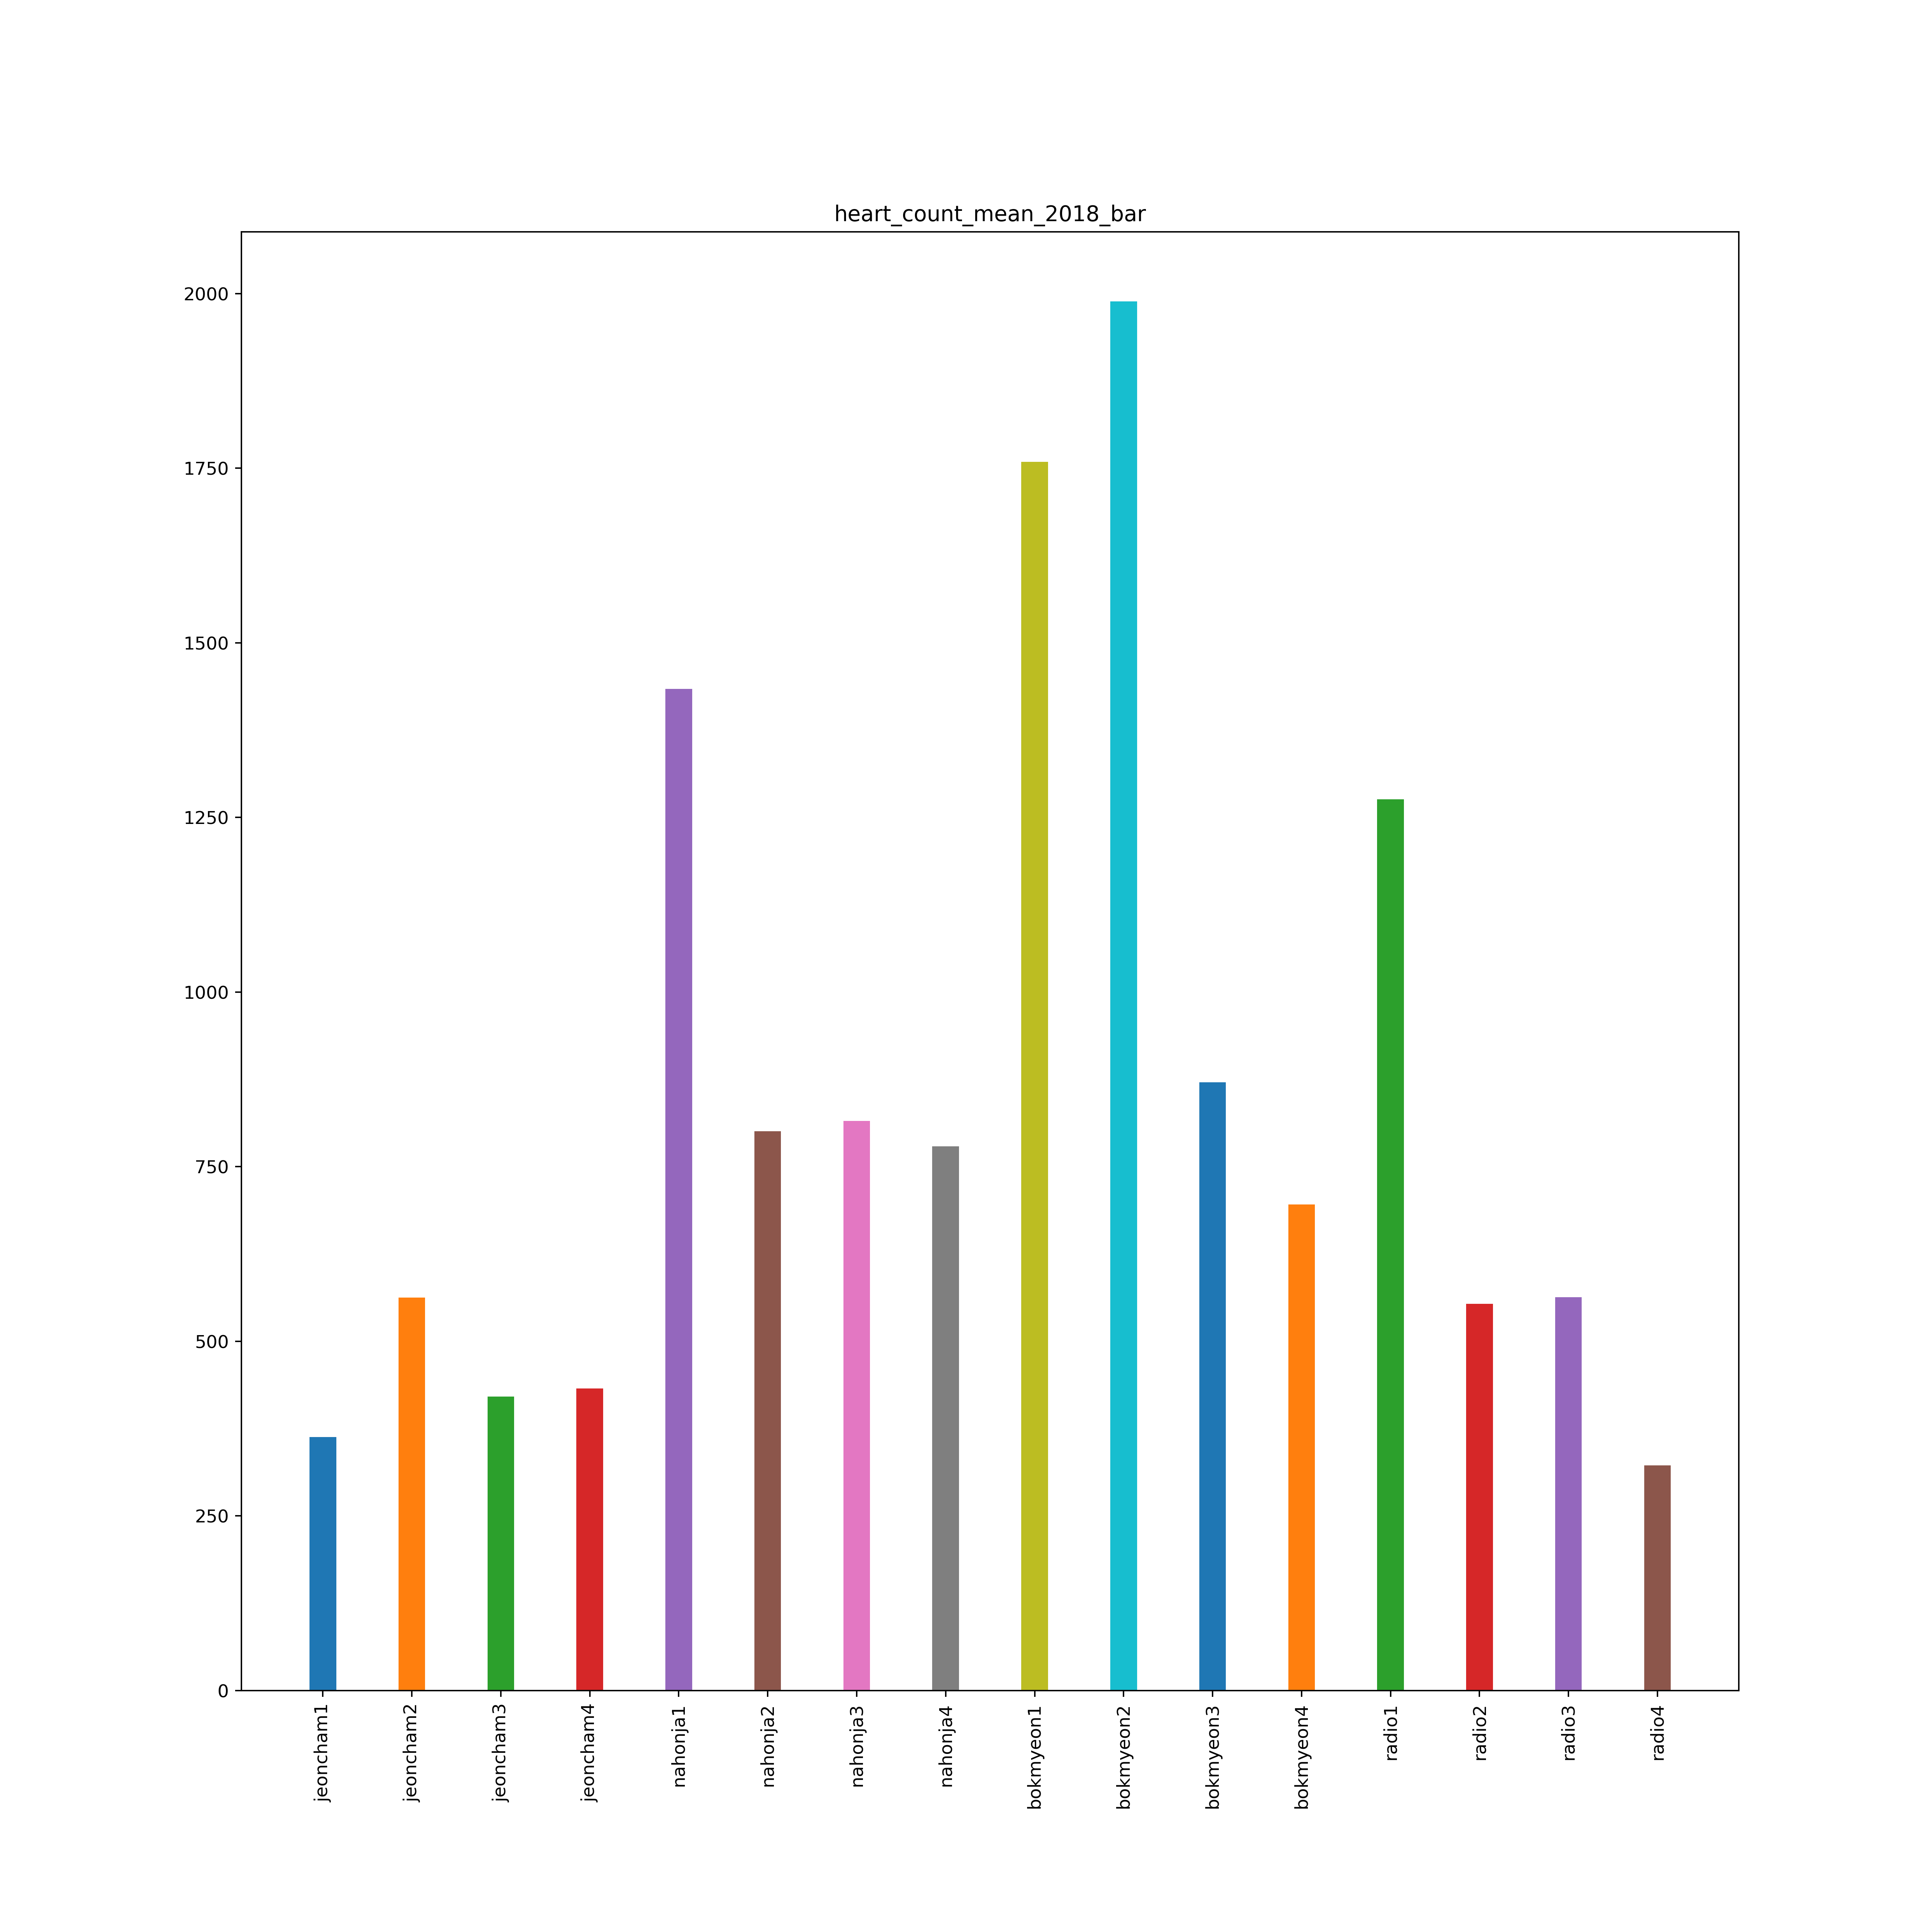 heart_count_mean_2018_bar
2000
1750
1500
1250
1000
750
500
250
0
jeoncham1
jeoncham2
jeoncham3
jeoncham4
nahonja1
nahonja2
nahonja3
nahonja4
bokmyeon1
bokmyeon2
bokmyeon3
bokmyeon4
radio1
radio2
radio3
radio4